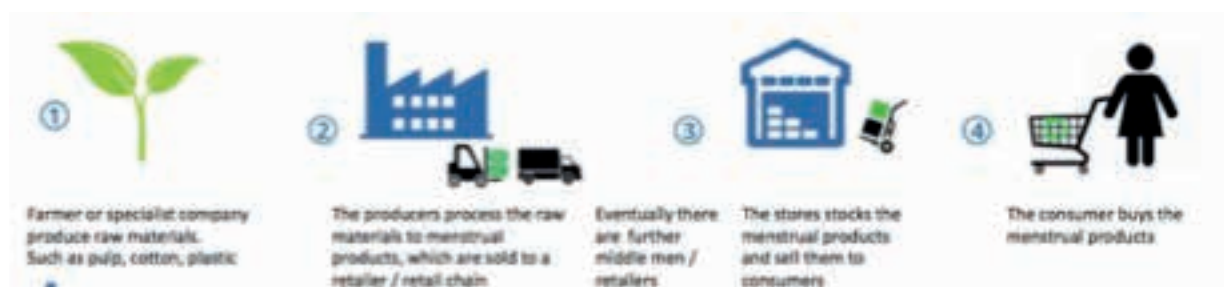 ①
Farmer or specialist company
produce raw materials.
Such as pulp, cotton, plastic
②
The producers process the raw
materials to menstrual
products, which are sold to a
retailer / retail chain
Eventually there
are further
middle men /
retailers
③
The stores stocks the
menstrual products
and sell them to
consumers
④
The consumer buys the
menstrual products